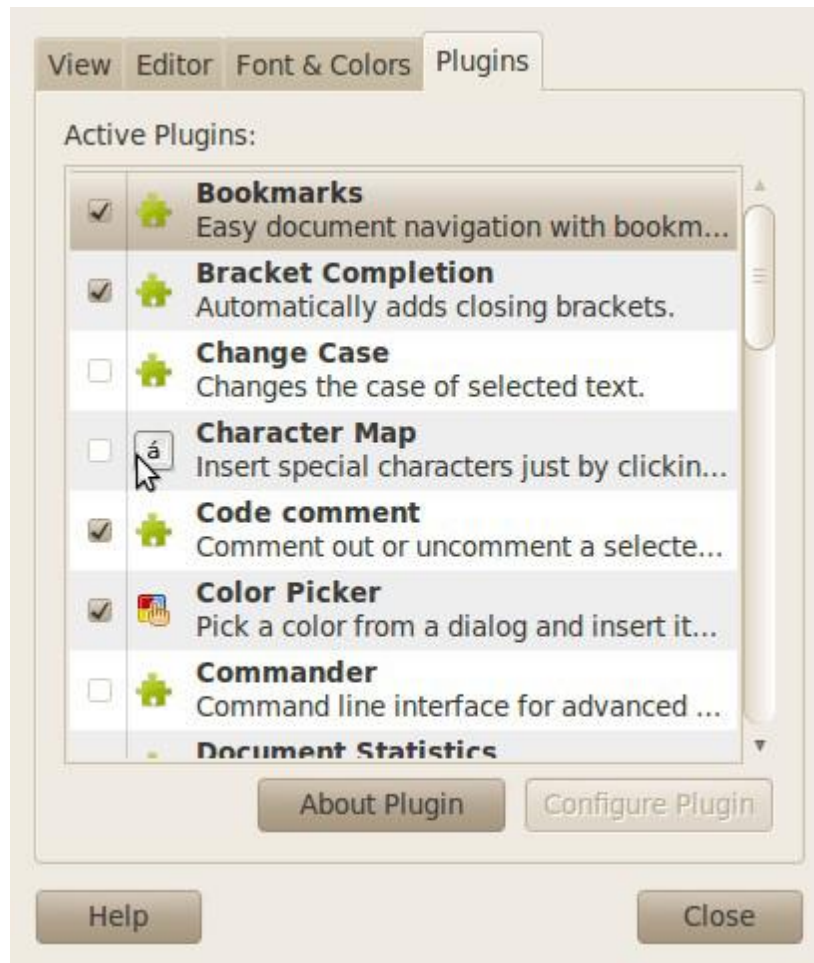 View Editor Font & Colors Plugins
Active Plugins:
Bookmarks
Easy document navigation with bookm...
Bracket Completion
Automatically adds closing brackets.
Change Case
Changes the case of selected text.
á
Character Map
Insert special characters just by clickin...
Code comment
Comment out or uncomment a selecte...
Color Picker
Pick a color from a dialog and insert it...
Commander
Command line interface for advanced ...
Document Statistics
About Plugin Configure Plugin
Help Close